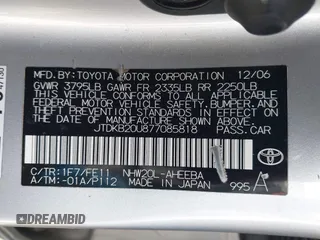 MFD.BY:TOYOTA MOTOR CORPORATION 12/06
GVWR 3795LB GAWR FR 2335LB RR 2250LB
THIS VEHICLE CONFORMS TO ALL APPLICABLE
FEDERAL MOTOR VEHICLE SAFETY, BUMPER, AND
THEFT PREVENTION STANDARDS IN EFFECT ON
THE DATE OF MANUFACTURE SHOWN ABOVE.
JTDKB20U877085818 PASS.CAR
C/TR:1F7/FE11 NHW20L-AHEEBA
A/TM:-01A/P112
995 A
TOYOTA
MADE IN JAPAN
DREAMBID